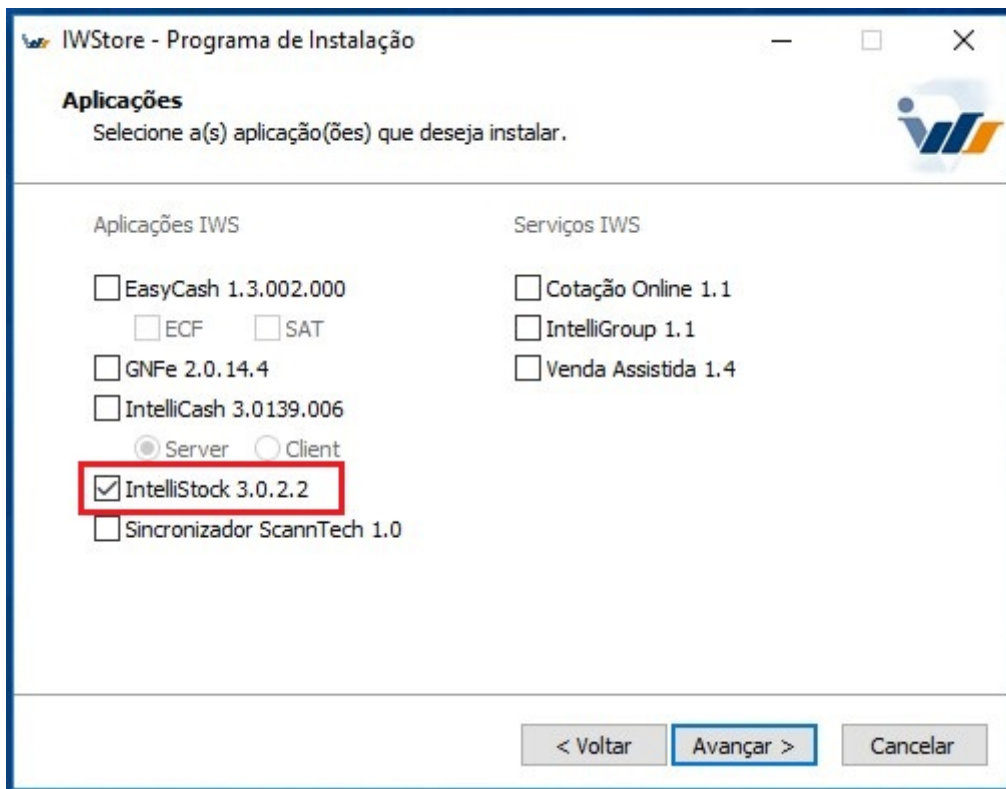 IWStore - Programa de Instalação
Aplicações
Selecione a(s) aplicação(ões) que deseja instalar.
iws
Aplicações IWS
EasyCash 1.3.002.000
ECF SAT
GNFe 2.0.14.4
IntelliCash 3.0139.006
Server Client
IntelliStock 3.0.2.2
Sincronizador ScannTech 1.0
Serviços IWS
Cotação Online 1.1
IntelliGroup 1.1
Venda Assistida 1.4
< Voltar Avançar > Cancelar